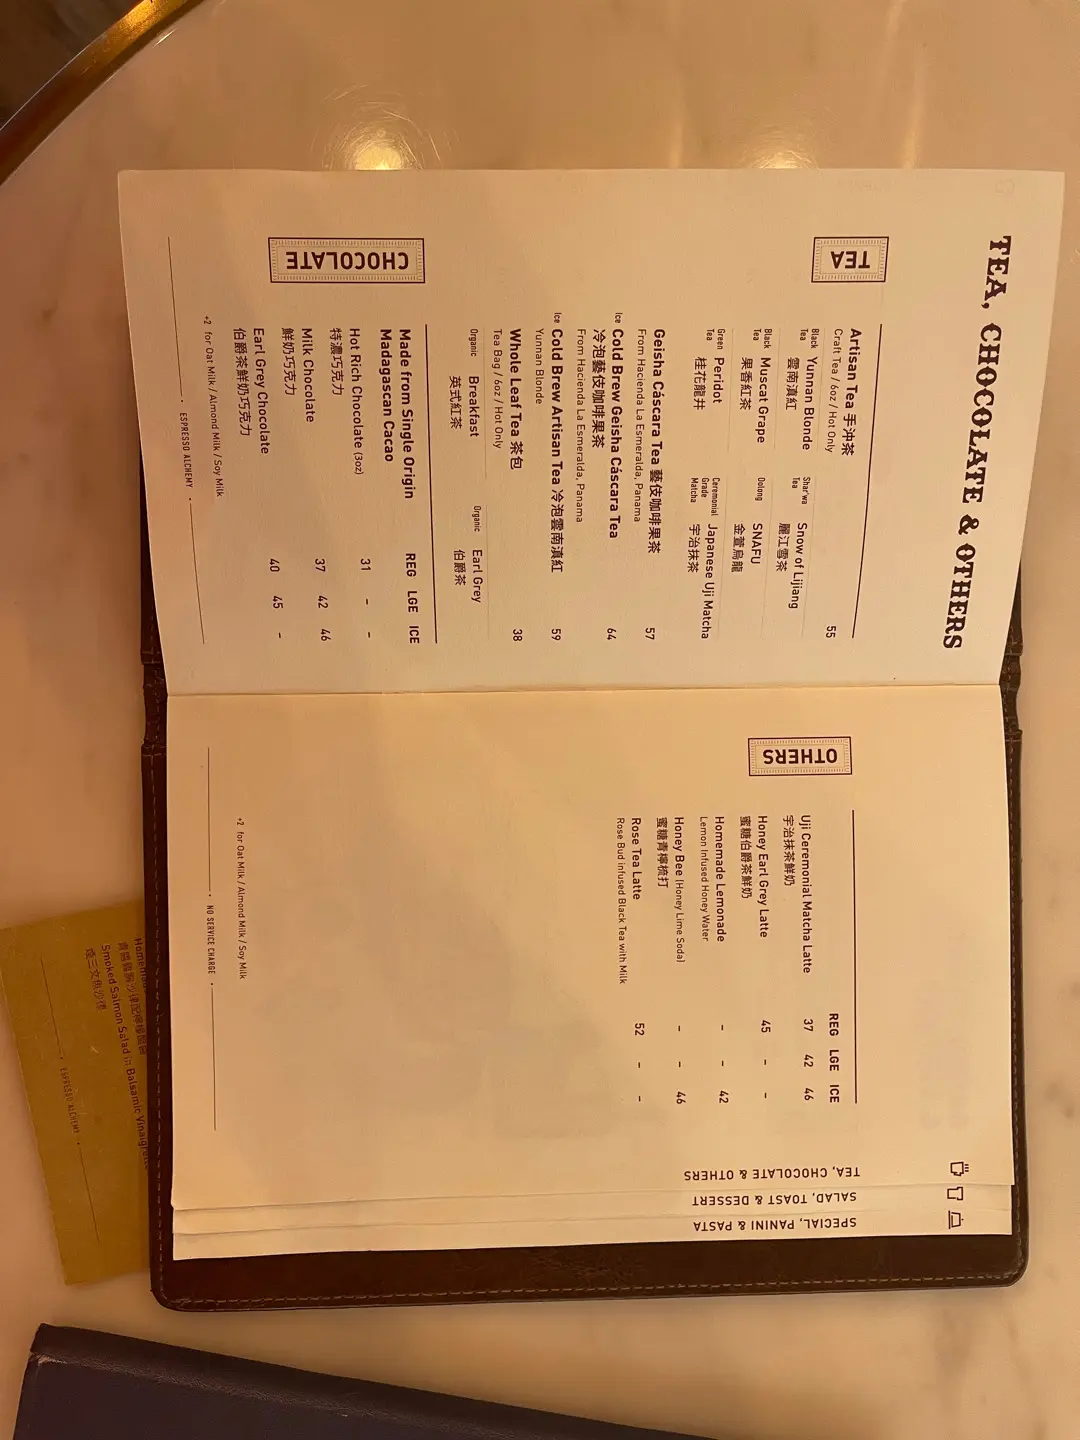 TEA, CHOCOLATE & OTHERS
TEA
Artisan Tea 手沖茶
Craft Tea / 6oz / Hot Only 55
Black Tea Yunnan Blonde Shar'wa Tea Snow of Lijiang
雲南滇紅 麗江雪茶
Black Tea Muscat Grape Oolong SNAFU
果香紅茶 金萱烏龍
Green Tea Peridot Ceremonial Grade Matcha Japanese Uji Matcha
桂花龍井 宇治抹茶
Geisha Cáscara Tea 藝伎咖啡果茶 57
From Hacienda La Esmeralda, Panama
Ice Cold Brew Geisha Cáscara Tea 64
冷泡藝伎咖啡果茶
From Hacienda La Esmeralda, Panama
Ice Cold Brew Artisan Tea 冷泡雲南滇紅 59
Yunnan Blonde
Whole Leaf Tea 茶包 38
Tea Bag / 6oz / Hot Only
Organic Breakfast Organic Earl Grey
英式紅茶 伯爵茶
CHOCOLATE
REG LGE ICE
Made from Single Origin
Madagascan Cacao
Hot Rich Chocolate (3oz) 31 - -
特濃巧克力
Milk Chocolate 37 42 46
鮮奶巧克力
Earl Grey Chocolate 40 45 -
伯爵茶鮮奶巧克力
+2 for Oat Milk / Almond Milk / Soy Milk
ESPRESSO ALCHEMY
OTHERS
REG LGE ICE
Uji Ceremonial Matcha Latte 37 42 46
宇治抹茶鮮奶
Honey Earl Grey Latte 45 - -
蜜糖伯爵茶鮮奶
Homemade Lemonade - - 42
Lemon Infused Honey Water
Honey Bee (Honey Lime Soda) - - 46
蜜糖青檸梳打
Rose Tea Latte 52 - -
Rose Bud infused Black Tea with Milk
+2 for Oat Milk / Almond Milk / Soy Milk
NO SERVICE CHARGE
TEA, CHOCOLATE & OTHERS
SALAD, TOAST & DESSERT
SPECIAL, PANINI & PASTA
Smoked Salmon Salad in Balsamic
煙三文魚沙律
ESPRESSO ALCHEMY